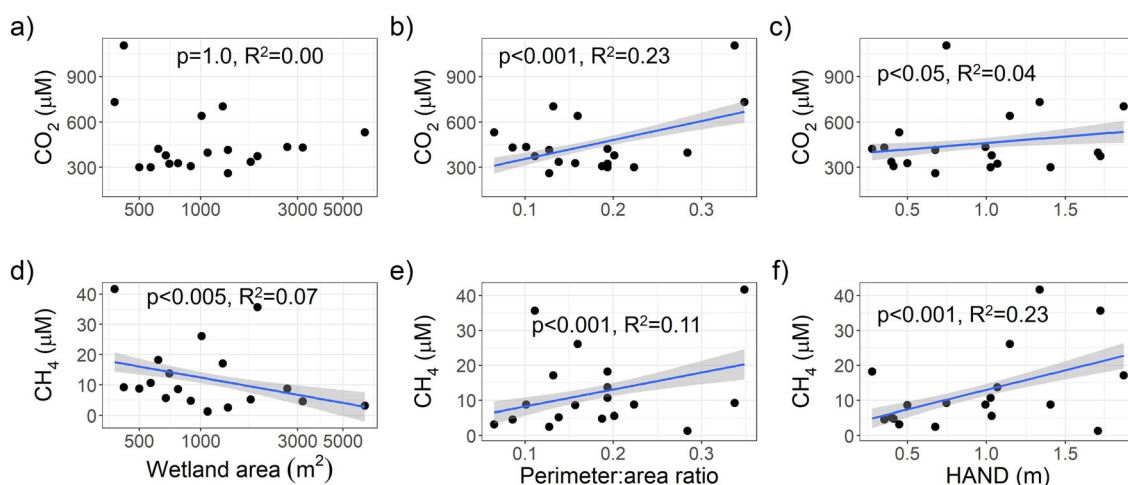 a)
p=1.0, R²=0.00
CO₂ (μM)
900
600
300
500
1000
3000
5000
b)
p<0.001, R²=0.23
CO₂ (μM)
900
600
300
0.1
0.2
0.3
c)
p<0.05, R²=0.04
CO₂ (μM)
900
600
300
0.5
1.0
1.5
d)
p<0.005, R²=0.07
CH₄ (μM)
40
30
20
10
0
500
1000
3000
5000
Wetland area (m²)
e)
p<0.001, R²=0.11
CH₄ (μM)
40
30
20
10
0
0.1
0.2
0.3
Perimeter:area ratio
f)
p<0.001, R²=0.23
CH₄ (μM)
40
30
20
10
0
0.5
1.0
1.5
HAND (m)